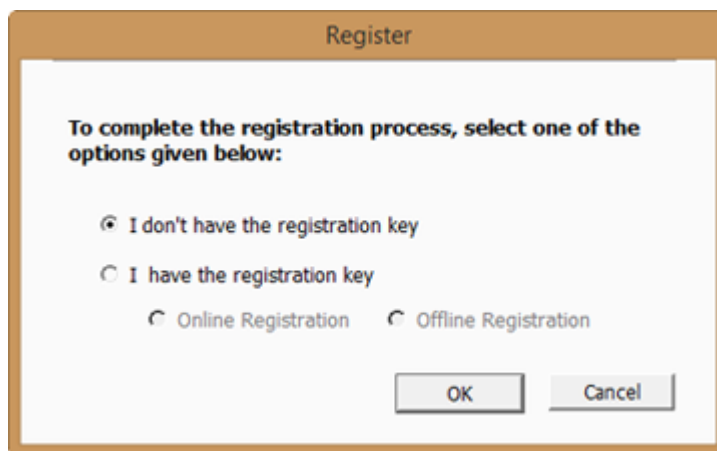 Register
To complete the registration process, select one of the
options given below:
I don't have the registration key
I have the registration key
Online Registration Offline Registration
OK Cancel